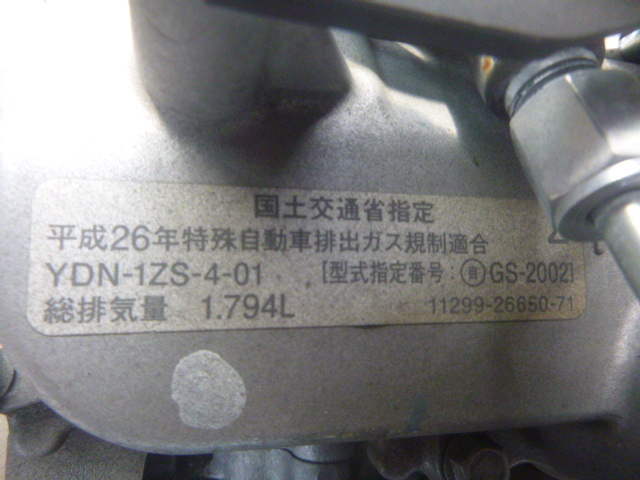 国土交通省指定
平成26年特殊自動車排出ガス規制適合
YDN-1ZS-4-01 【型式指定番号:㊒GS-2002】
総排気量 1.794L 11299-26650-71